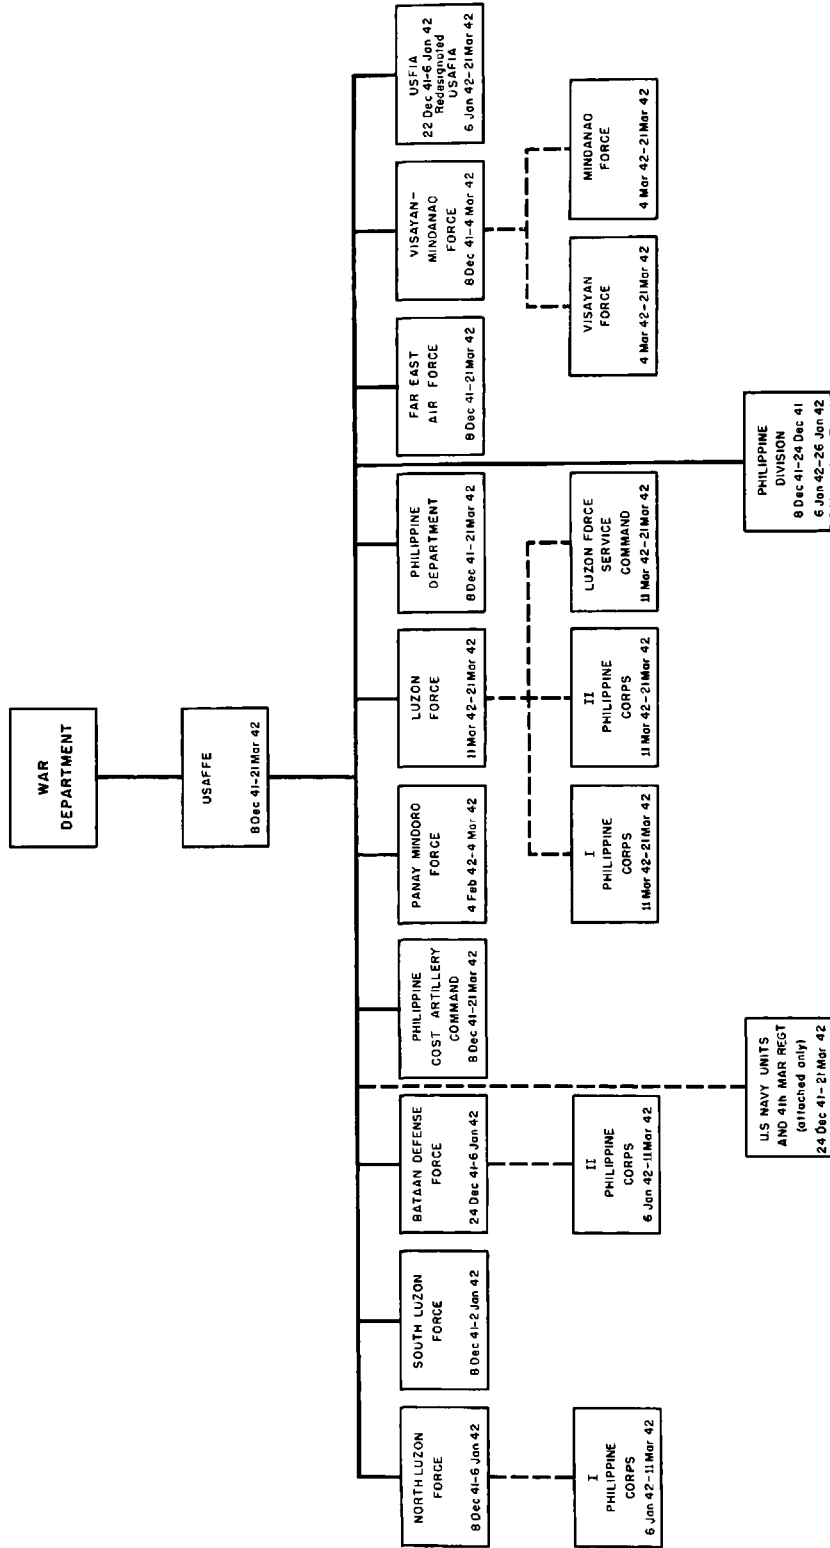 WAR
DEPARTMENT
USAFFE
8 Dec 41-21 Mar 42
NORTH LUZON
FORCE
8 Dec 41-6 Jan 42
SOUTH LUZON
FORCE
8 Dec 41-2 Jan 42
BATAAN DEFENSE
FORCE
24 Dec 41-6 Jan 42
PHILIPPINE
COST ARTILLERY
COMMAND
8 Dec 41-21 Mar 42
PANAY MINDORO
FORCE
4 Feb 42-4 Mar 42
LUZON
FORCE
11 Mar 42-21 Mar 42
PHILIPPINE
DEPARTMENT
8 Dec 41-21 Mar 42
FAR EAST
AIR FORCE
8 Dec 41-21 Mar 42
VISAYAN-
MINDANAO
FORCE
8 Dec 41-4 Mar 42
USFIA
22 Dec 41-6 Jan 42
Redesignated
USAFIA
6 Jan 42-21 Mar 42
I
PHILIPPINE
CORPS
6 Jan 42-11 Mar 42
II
PHILIPPINE
CORPS
6 Jan 42-11 Mar 42
I
PHILIPPINE
CORPS
11 Mar 42-21 Mar 42
II
PHILIPPINE
CORPS
11 Mar 42-21 Mar 42
LUZON FORCE
SERVICE
COMMAND
11 Mar 42-21 Mar 42
VISAYAN
FORCE
4 Mar 42-21 Mar 42
MINDANAO
FORCE
4 Mar 42-21 Mar 42
U.S NAVY UNITS
AND 4th MAR REGT
(attached only)
24 Dec 41-21 Mar 42
PHILIPPINE
DIVISION
8 Dec 41-24 Dec 41
6 Jan 42-26 Jan 42